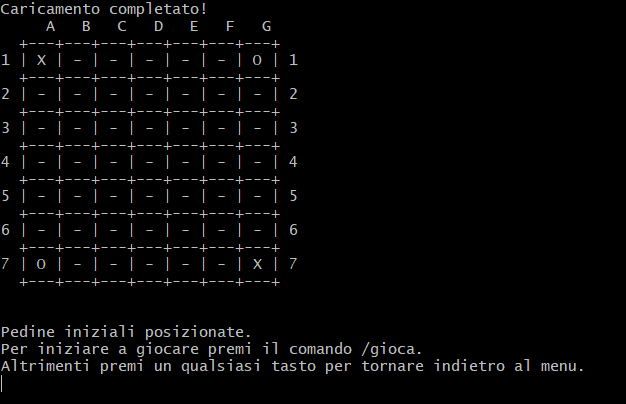 Caricamento completato!
     A   B   C   D   E   F   G
  +---+---+---+---+---+---+---+
1 | X | - | - | - | - | - | O | 1
  +---+---+---+---+---+---+---+
2 | - | - | - | - | - | - | - | 2
  +---+---+---+---+---+---+---+
3 | - | - | - | - | - | - | - | 3
  +---+---+---+---+---+---+---+
4 | - | - | - | - | - | - | - | 4
  +---+---+---+---+---+---+---+
5 | - | - | - | - | - | - | - | 5
  +---+---+---+---+---+---+---+
6 | - | - | - | - | - | - | - | 6
  +---+---+---+---+---+---+---+
7 | O | - | - | - | - | - | X | 7
  +---+---+---+---+---+---+---+
Pedine iniziali posizionate.
Per iniziare a giocare premi il comando /gioca.
Altrimenti premi un qualsiasi tasto per tornare indietro al menu.